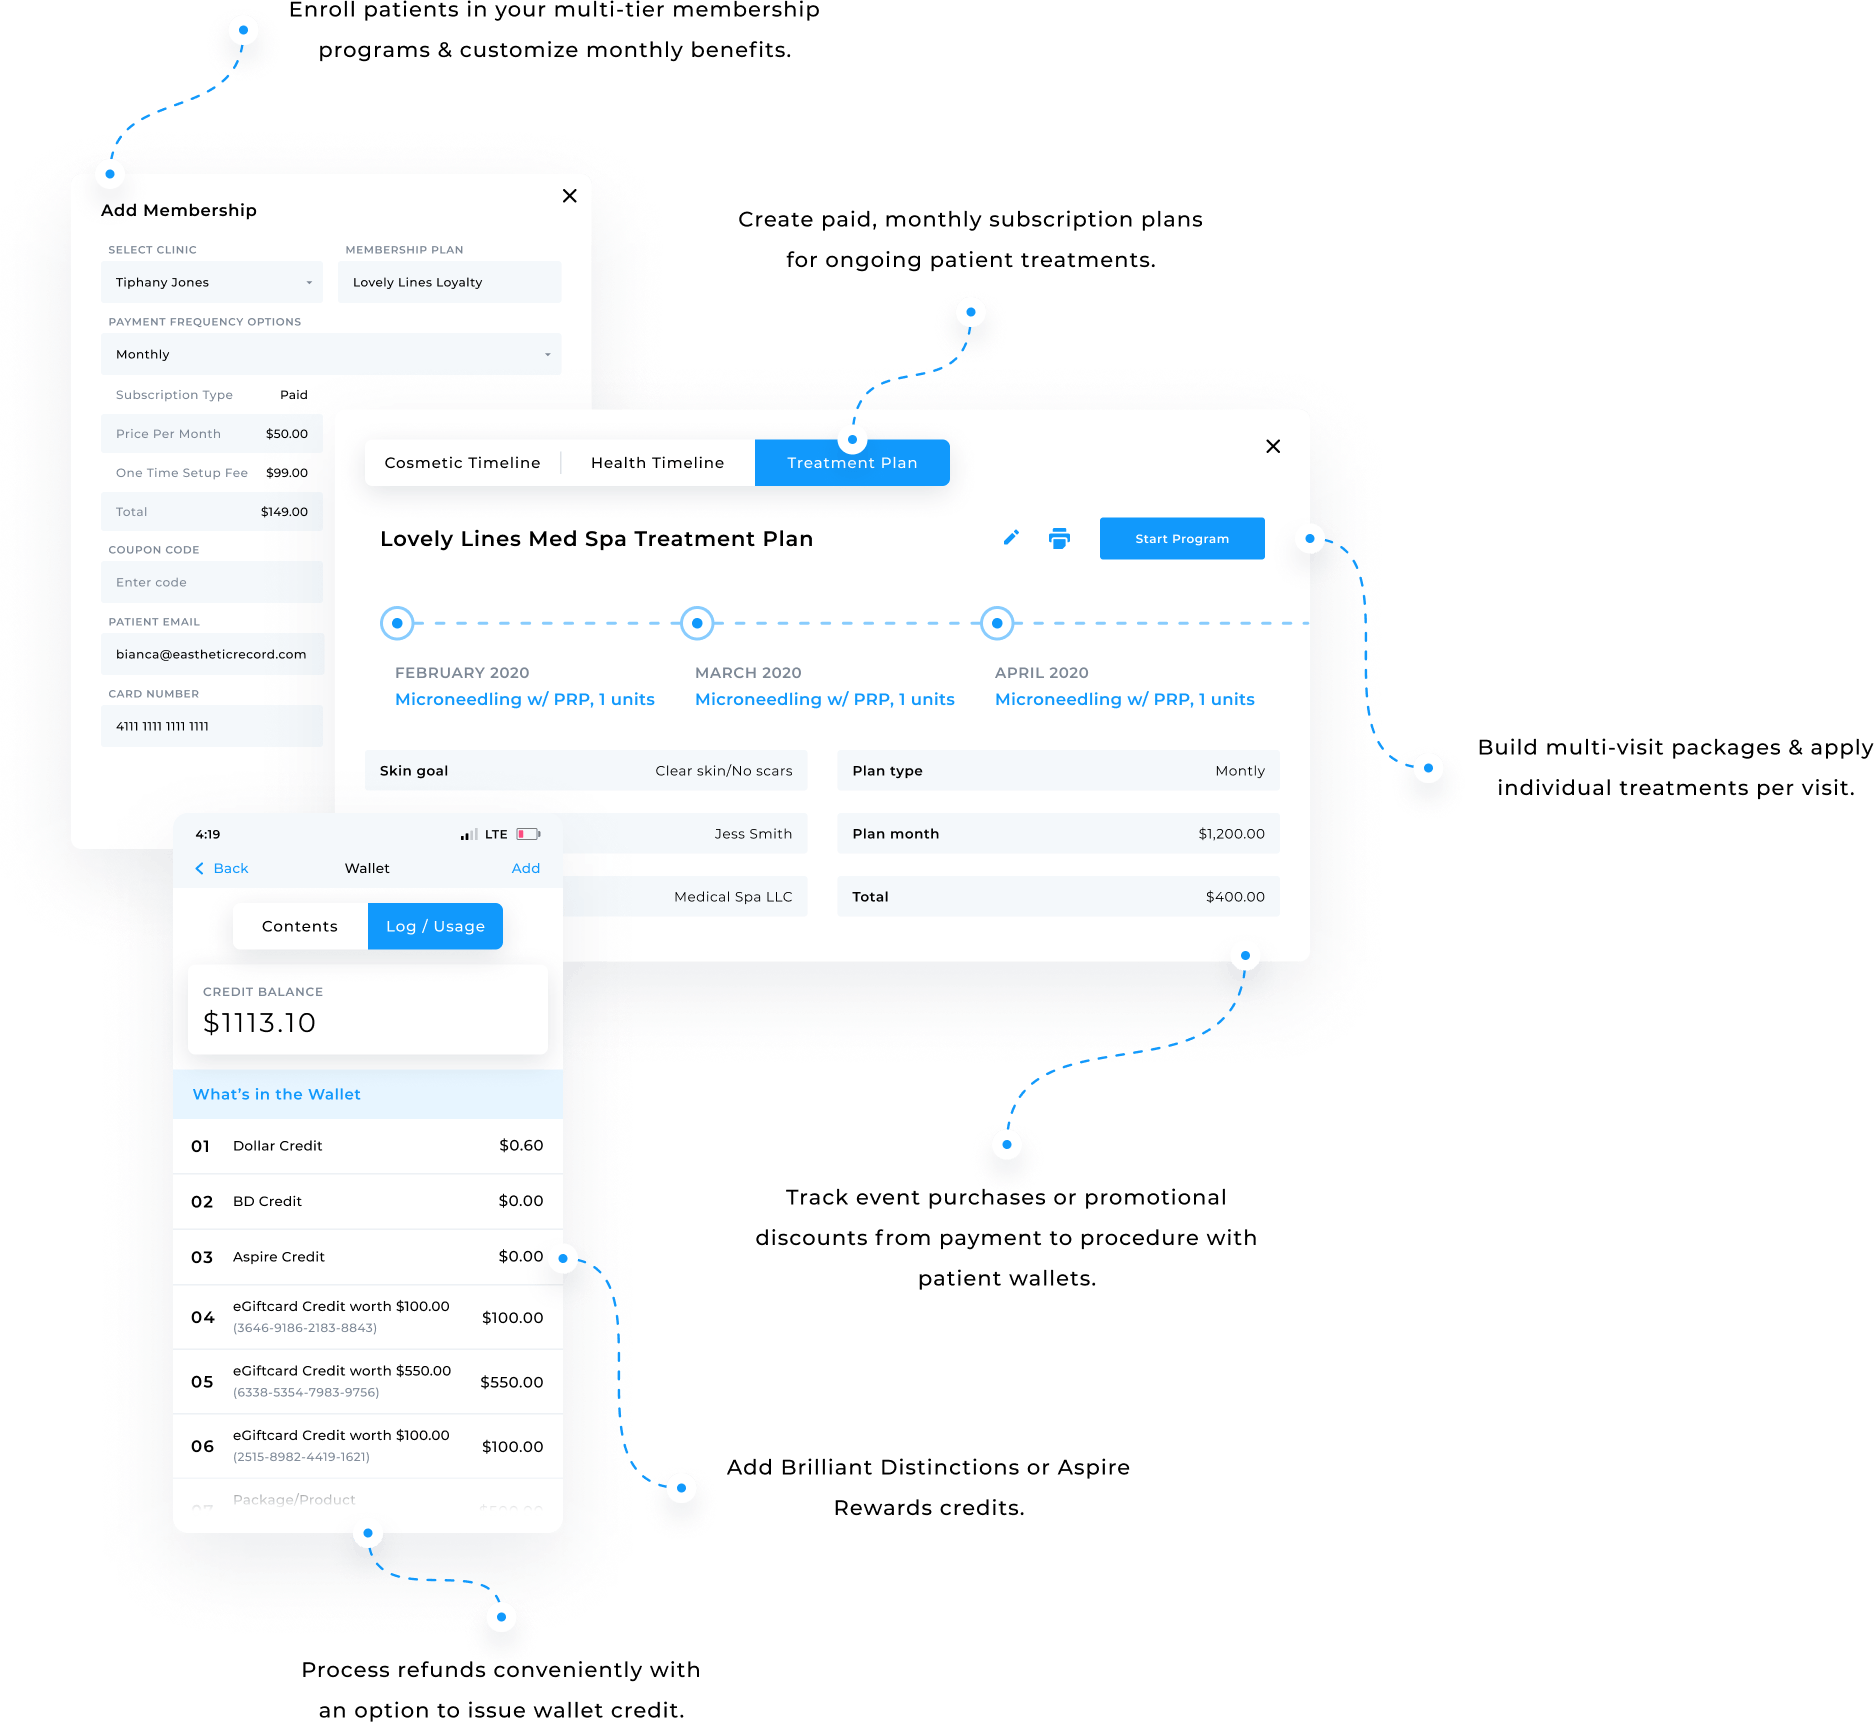 Enroll patients in your multi-tier membership
programs & customize monthly benefits.
Add Membership
SELECT CLINIC
MEMBERSHIP PLAN
Tiphany Jones
Lovely Lines Loyalty
PAYMENT FREQUENCY OPTIONS
Monthly
Subscription Type Paid
Price Per Month $50.00
One Time Setup Fee $99.00
Total $149.00
COUPON CODE
Enter code
PATIENT EMAIL
bianca@eastheticrecord.com
CARD NUMBER
4111 1111 1111 1111
Create paid, monthly subscription plans
for ongoing patient treatments.
Cosmetic Timeline
Health Timeline
Treatment Plan
Lovely Lines Med Spa Treatment Plan
Start Program
FEBRUARY 2020
Microneedling w/ PRP, 1 units
MARCH 2020
Microneedling w/ PRP, 1 units
APRIL 2020
Microneedling w/ PRP, 1 units
Skin goal Clear skin/No scars
Plan type Montly
Jess Smith
Plan month $1,200.00
Medical Spa LLC
Total $400.00
Build multi-visit packages & apply
individual treatments per visit.
4:19 LTE
Back Wallet Add
Contents Log / Usage
CREDIT BALANCE
$1113.10
What's in the Wallet
01 Dollar Credit $0.60
02 BD Credit $0.00
03 Aspire Credit $0.00
04 eGiftcard Credit worth $100.00 $100.00
(3646-9186-2183-8843)
05 eGiftcard Credit worth $550.00 $550.00
(6338-5354-7983-9756)
06 eGiftcard Credit worth $100.00 $100.00
(2515-8982-4419-1621)
Package/Product
Track event purchases or promotional
discounts from payment to procedure with
patient wallets.
Add Brilliant Distinctions or Aspire
Rewards credits.
Process refunds conveniently with
an option to issue wallet credit.